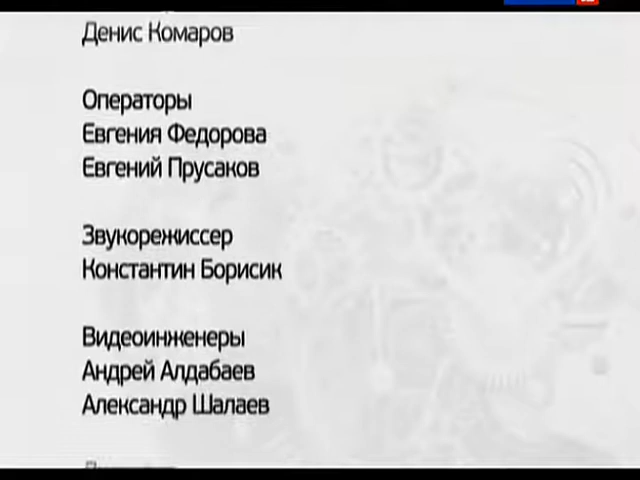 Денис Комаров
Операторы
Евгения Федорова
Евгений Прусаков
Звукорежиссер
Константин Борисик
Видеоинженеры
Андрей Алдабаев
Александр Шалаев